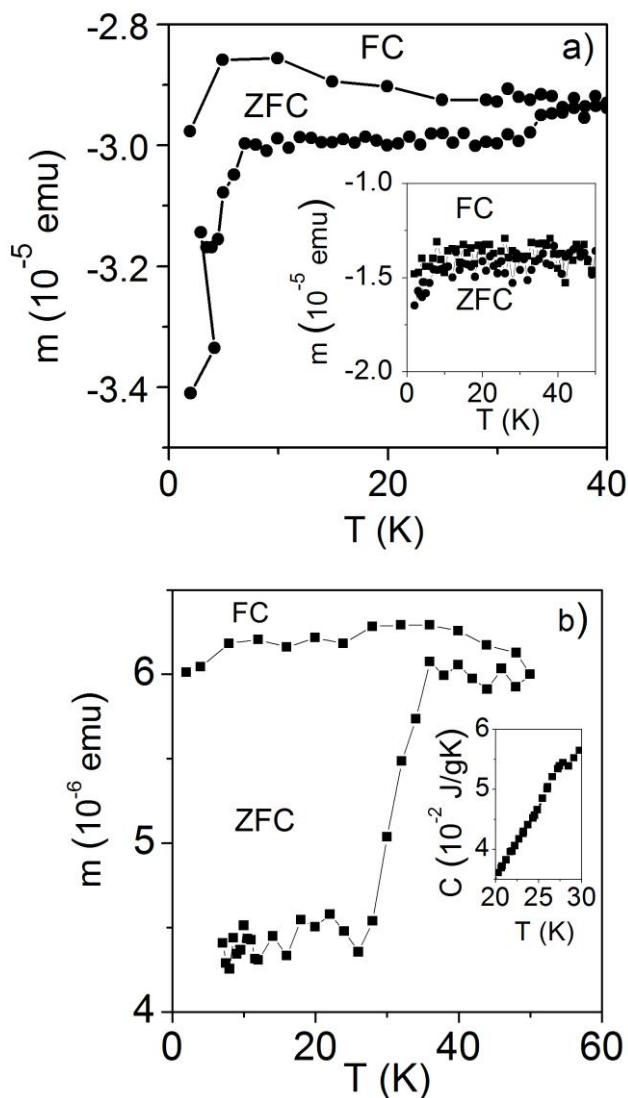 a)
FC
ZFC
m (10⁻⁵ emu)
-2.8
-3.0
-3.2
-3.4
0
20
40
T (K)
FC
ZFC
m (10⁻⁵ emu)
-1.0
-1.5
-2.0
0
20
40
T (K)
b)
FC
ZFC
m (10⁻⁶ emu)
6
5
4
0
20
40
60
T (K)
C (10⁻² J/gK)
6
5
4
20
25
30
T (K)